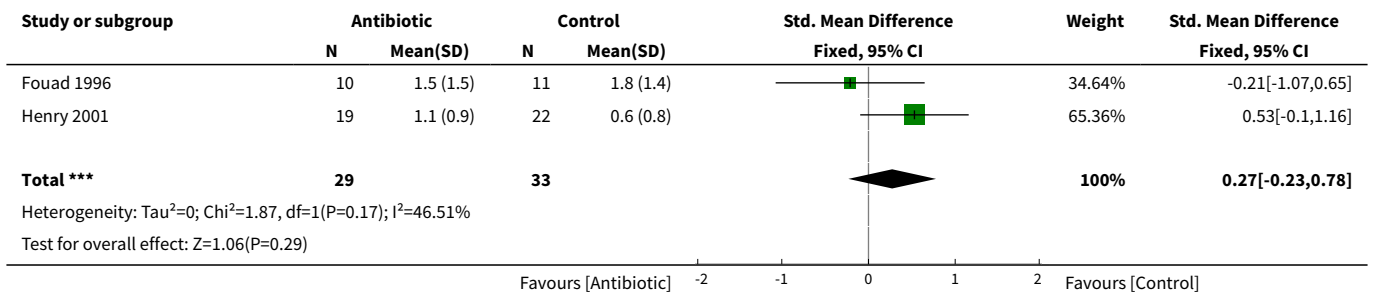 Study or subgroup Antibiotic Control Std. Mean Difference Weight Std. Mean Difference
N Mean(SD) N Mean(SD) Fixed, 95% CI Fixed, 95% CI
Fouad 1996 10 1.5 (1.5) 11 1.8 (1.4) 34.64% -0.21[-1.07,0.65]
Henry 2001 19 1.1 (0.9) 22 0.6 (0.8) 65.36% 0.53[-0.1,1.16]
Total *** 29 33 100% 0.27[-0.23,0.78]
Heterogeneity: Tau²=0; Chi²=1.87, df=1(P=0.17); I²=46.51%
Test for overall effect: Z=1.06(P=0.29)
Favours [Antibiotic] -2 -1 0 1 2 Favours [Control]